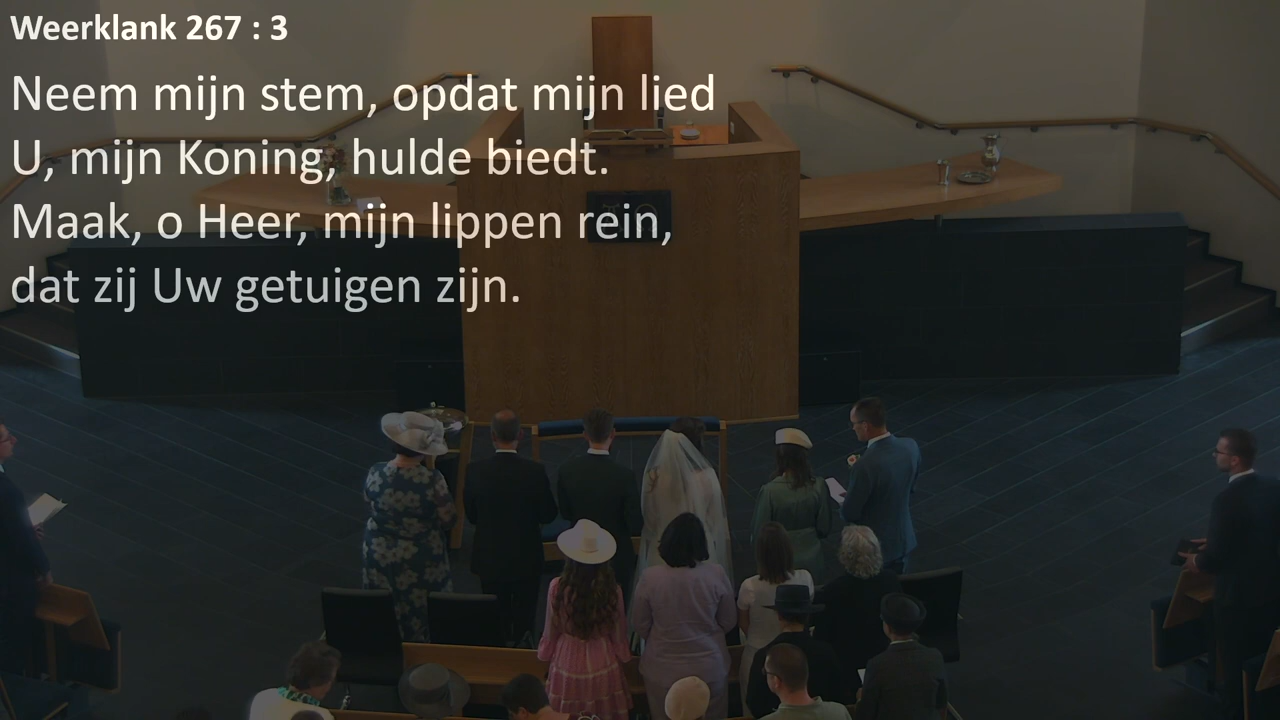 Weerklank 267 : 3
Neem mijn stem, opdat mijn lied
U, mijn Koning, hulde biedt.
Maak, o Heer, mijn lippen rein,
dat zij Uw getuigen zijn.